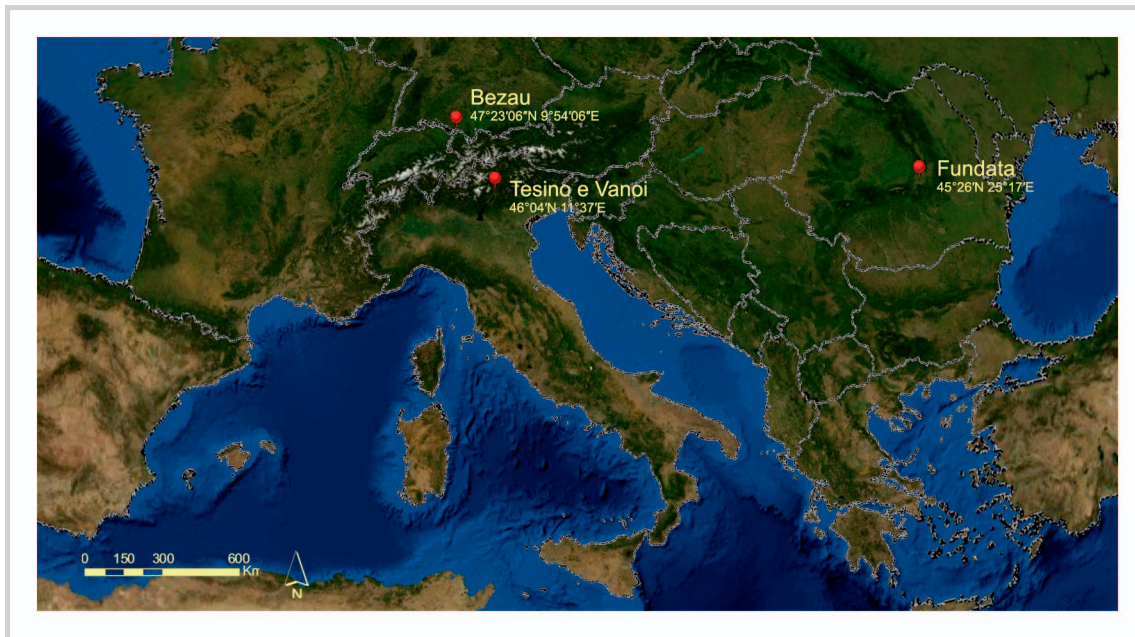 Bezau
47°23′06″N 9°54′06″E
Tesino e Vanoi
46°04′N 11°37′E
Fundata
45°26′N 25°17′E
0 150 300 600
Km
N